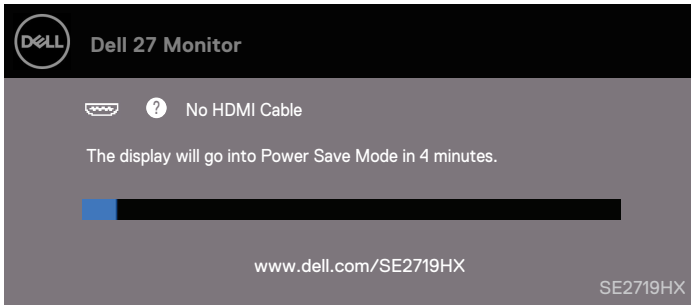 DELL
Dell 27 Monitor
? No HDMI Cable
The display will go into Power Save Mode in 4 minutes.
www.dell.com/SE2719HX
SE2719HX